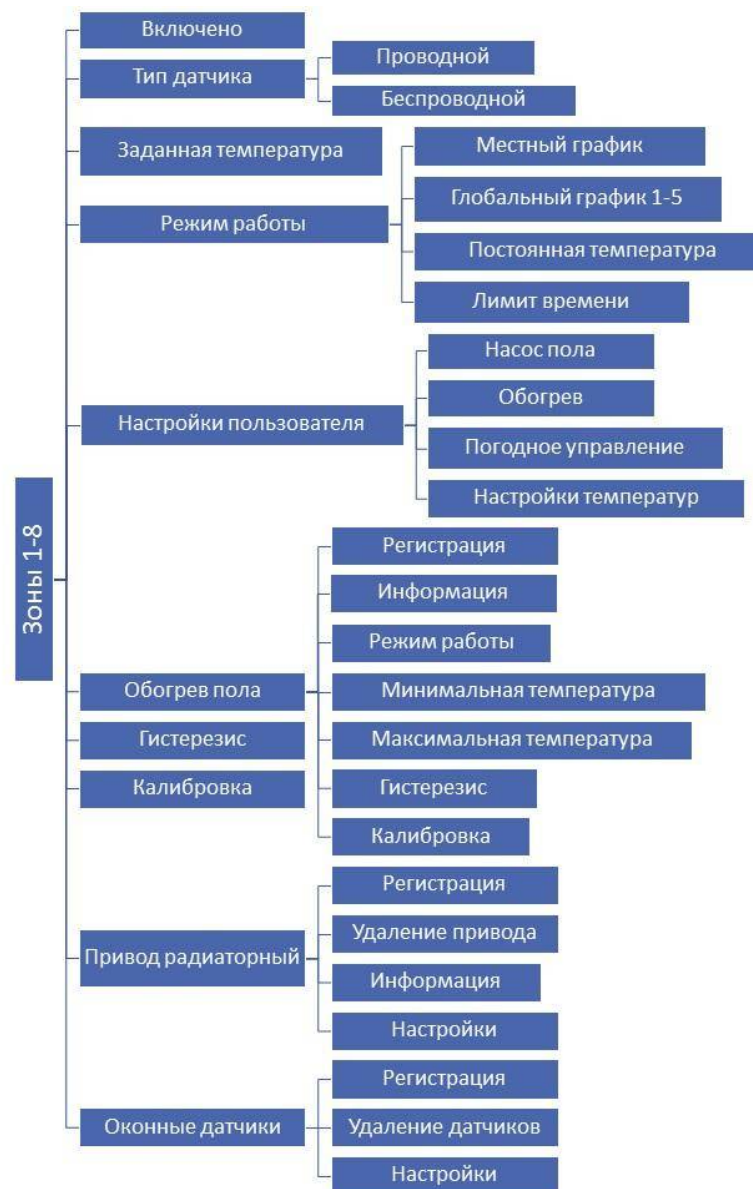 Зоны 1-8
Включено
Тип датчика
Проводной
Беспроводной
Заданная температура
Режим работы
Местный график
Глобальный график 1-5
Постоянная температура
Лимит времени
Настройки пользователя
Насос пола
Обогрев
Погодное управление
Настройки температур
Обогрев пола
Регистрация
Информация
Режим работы
Минимальная температура
Максимальная температура
Гистерезис
Калибровка
Гистерезис
Калибровка
Привод радиаторный
Регистрация
Удаление привода
Информация
Настройки
Оконные датчики
Регистрация
Удаление датчиков
Настройки